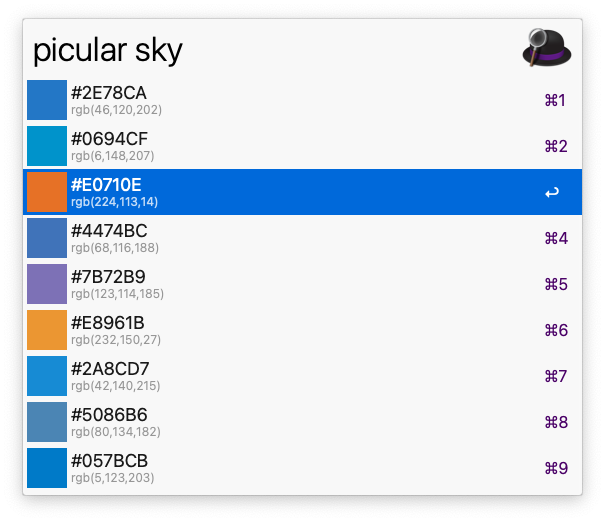 picular sky
#2E78CA
rgb(46,120,202)
⌘1
#0694CF
rgb(6,148,207)
⌘2
#E0710E
rgb(224,113,14)
↩
#4474BC
rgb(68,116,188)
⌘4
#7B72B9
rgb(123,114,185)
⌘5
#E8961B
rgb(232,150,27)
⌘6
#2A8CD7
rgb(42,140,215)
⌘7
#5086B6
rgb(80,134,182)
⌘8
#057BCB
rgb(5,123,203)
⌘9